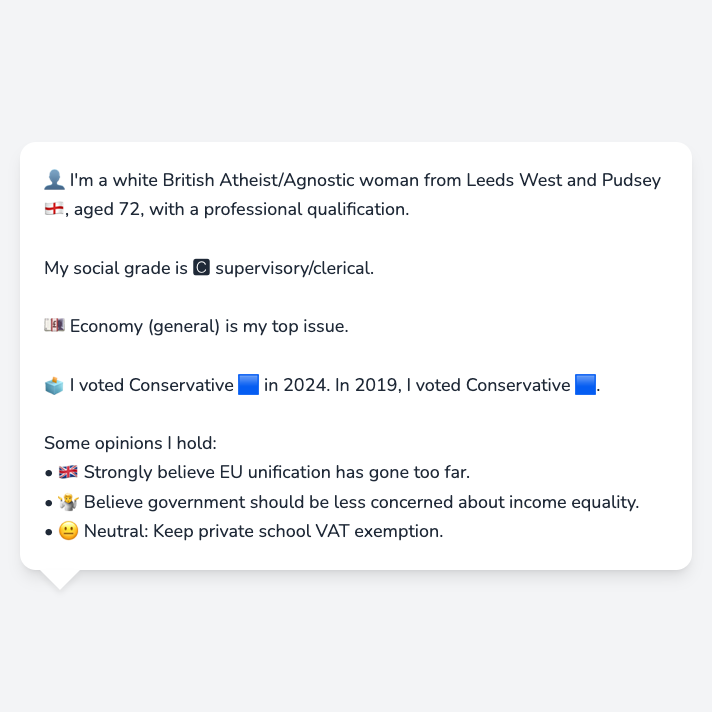 👤 I'm a white British Atheist/Agnostic woman from Leeds West and Pudsey
🏴󠁧󠁢󠁥󠁮󠁧󠁿, aged 72, with a professional qualification.
My social grade is 🅲 supervisory/clerical.
💷 Economy (general) is my top issue.
🗳️ I voted Conservative 🟦 in 2024. In 2019, I voted Conservative 🟦.
Some opinions I hold:
• 🇬🇧 Strongly believe EU unification has gone too far.
• 🤷 Believe government should be less concerned about income equality.
• 😐 Neutral: Keep private school VAT exemption.